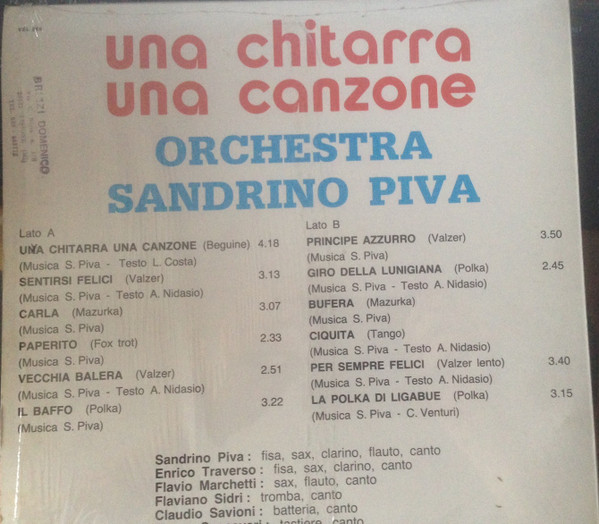 una chitarra
una canzone
ORCHESTRA
SANDRINO PIVA
DOMENICO
Lato A
UNA CHITARRA UNA CANZONE (Beguine) 4.18
(Musica S. Piva - Testo L. Costa)
SENTIRSI FELICI (Valzer) 3.13
(Musica S. Piva - Testo A. Nidasio)
CARLA (Mazurka) 3.07
(Musica S. Piva)
PAPERITO (Fox trot) 2.33
(Musica S. Piva)
VECCHIA BALERA (Valzer) 2.51
(Musica S. Piva - Testo A. Nidasio)
IL BAFFO (Polka) 3.22
(Musica S. Piva)
Lato B
PRINCIPE AZZURRO (Valzer) 3.50
(Musica S. Piva)
GIRO DELLA LUNIGIANA (Polka) 2.45
(Musica S. Piva - Testo A. Nidasio)
BUFERA (Mazurka)
(Musica S. Piva)
CIQUITA (Tango)
(Musica S. Piva)
PER SEMPRE FELICI (Valzer lento) 3.40
(Musica S. Piva - Testo A. Nidasio)
LA POLKA DI LIGABUE (Polka) 3.15
(Musica S. Piva - C. Venturi)
Sandrino Piva : fisa, sax, clarino, flauto, canto
Enrico Traverso : fisa, sax, clarino, canto
Flavio Marchetti : sax, flauto, canto
Flaviano Sidri : tromba, canto
Claudio Savioni : batteria, canto
tastiere, canto